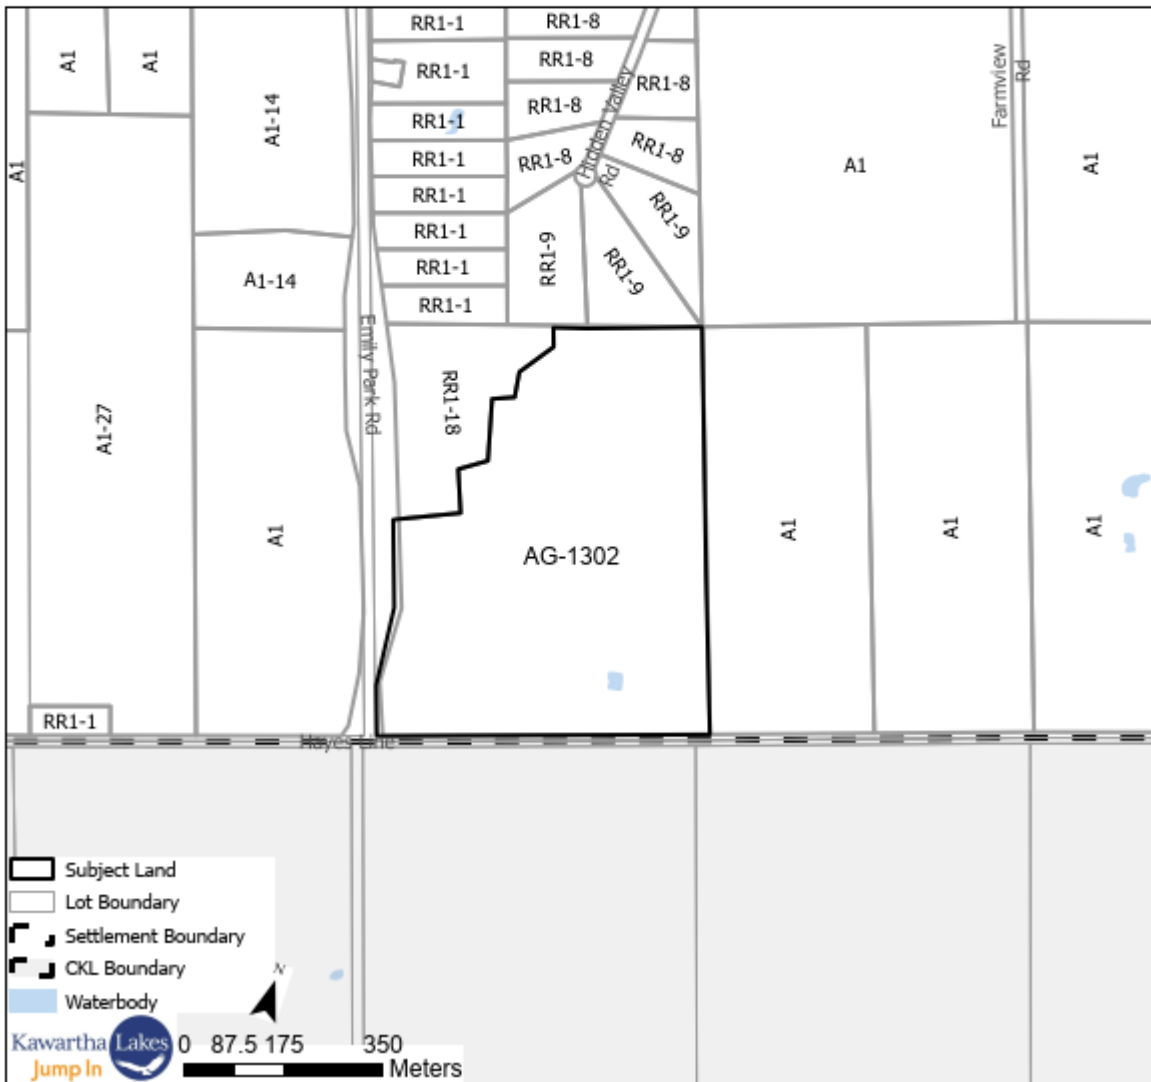 RR1-1
RR1-8
A1
A1
RR1-1
RR1-8
RR1-8
A1-14
RR1-1
RR1-8
Hidden Valley
Rd
Farmview
Rd
A1
RR1-1
RR1-8
RR1-8
A1
A1
RR1-1
RR1-9
RR1-1
RR1-9
RR1-9
RR1-1
A1-14
RR1-1
Emily Park Rd
RR1-18
A1-27
A1
AG-1302
A1
A1
A1
RR1-1
Hayes Line
Subject Land
Lot Boundary
Settlement Boundary
CKL Boundary
Waterbody
N
Kawartha Lakes
Jump In
0 87.5 175 350
Meters